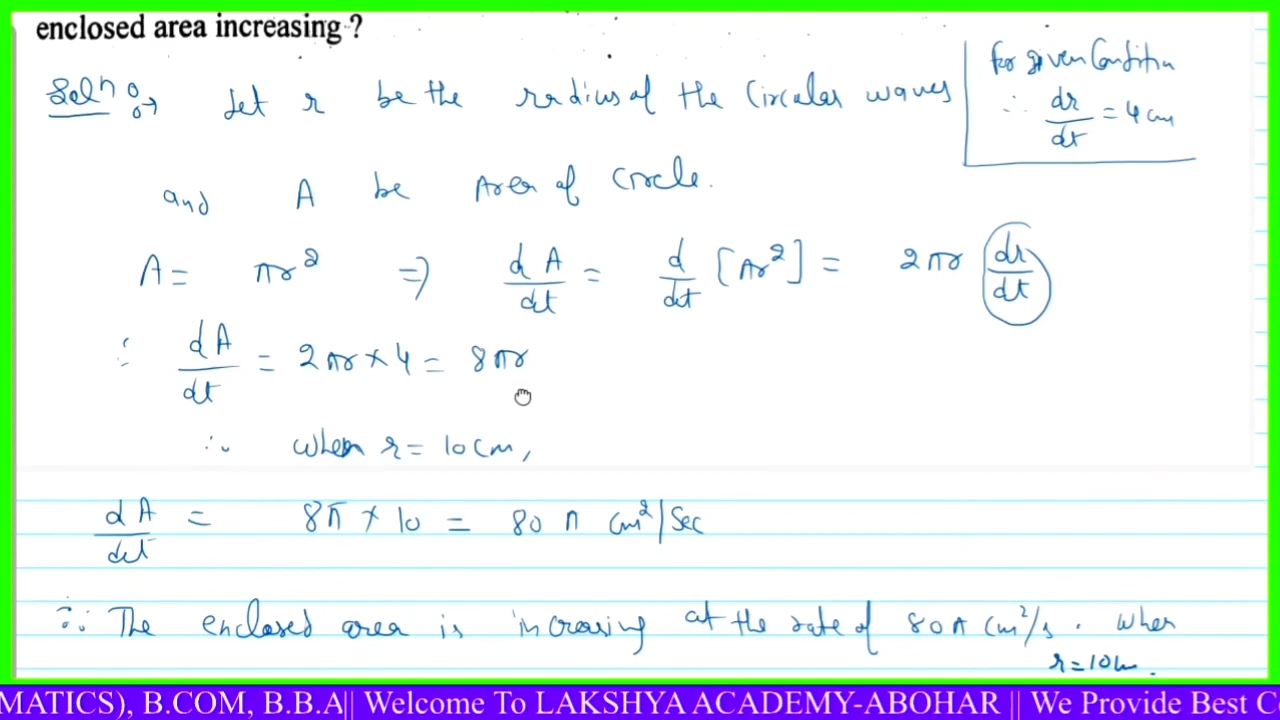 enclosed area increasing ?
Soln :→ Let r be the radius of the Circular waves
For given Condition
∴ dr/dt = 4 cm
and A be Area of Circle.
A = πr² ⇒ dA/dt = d/dt [πr²] = 2πr dr/dt
∵ dA/dt = 2πr × 4 = 8πr
∴ when r = 10 cm,
dA/dt = 8π × 10 = 80 π cm²/Sec
∴ The enclosed area is increasing at the rate of 80π cm²/s. when
r = 10 cm.
MATICS), B.COM, B.B.A|| Welcome To LAKSHYA ACADEMY-ABOHAR || We Provide Best C